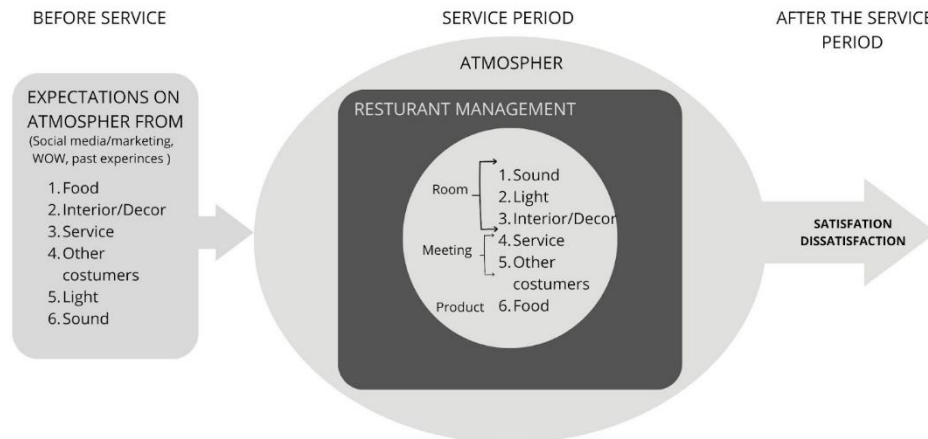 BEFORE SERVICE
SERVICE PERIOD
AFTER THE SERVICE
PERIOD
EXPECTATIONS ON
ATMOSPHER FROM
(Social media/marketing,
WOW, past experinces )
1. Food
2. Interior/Decor
3. Service
4. Other
costumers
5. Light
6. Sound
ATMOSPHER
RESTURANT MANAGEMENT
Room
1. Sound
2. Light
3. Interior/Decor
Meeting
4. Service
5. Other
costumers
Product
6. Food
SATISFATION
DISSATISFACTION